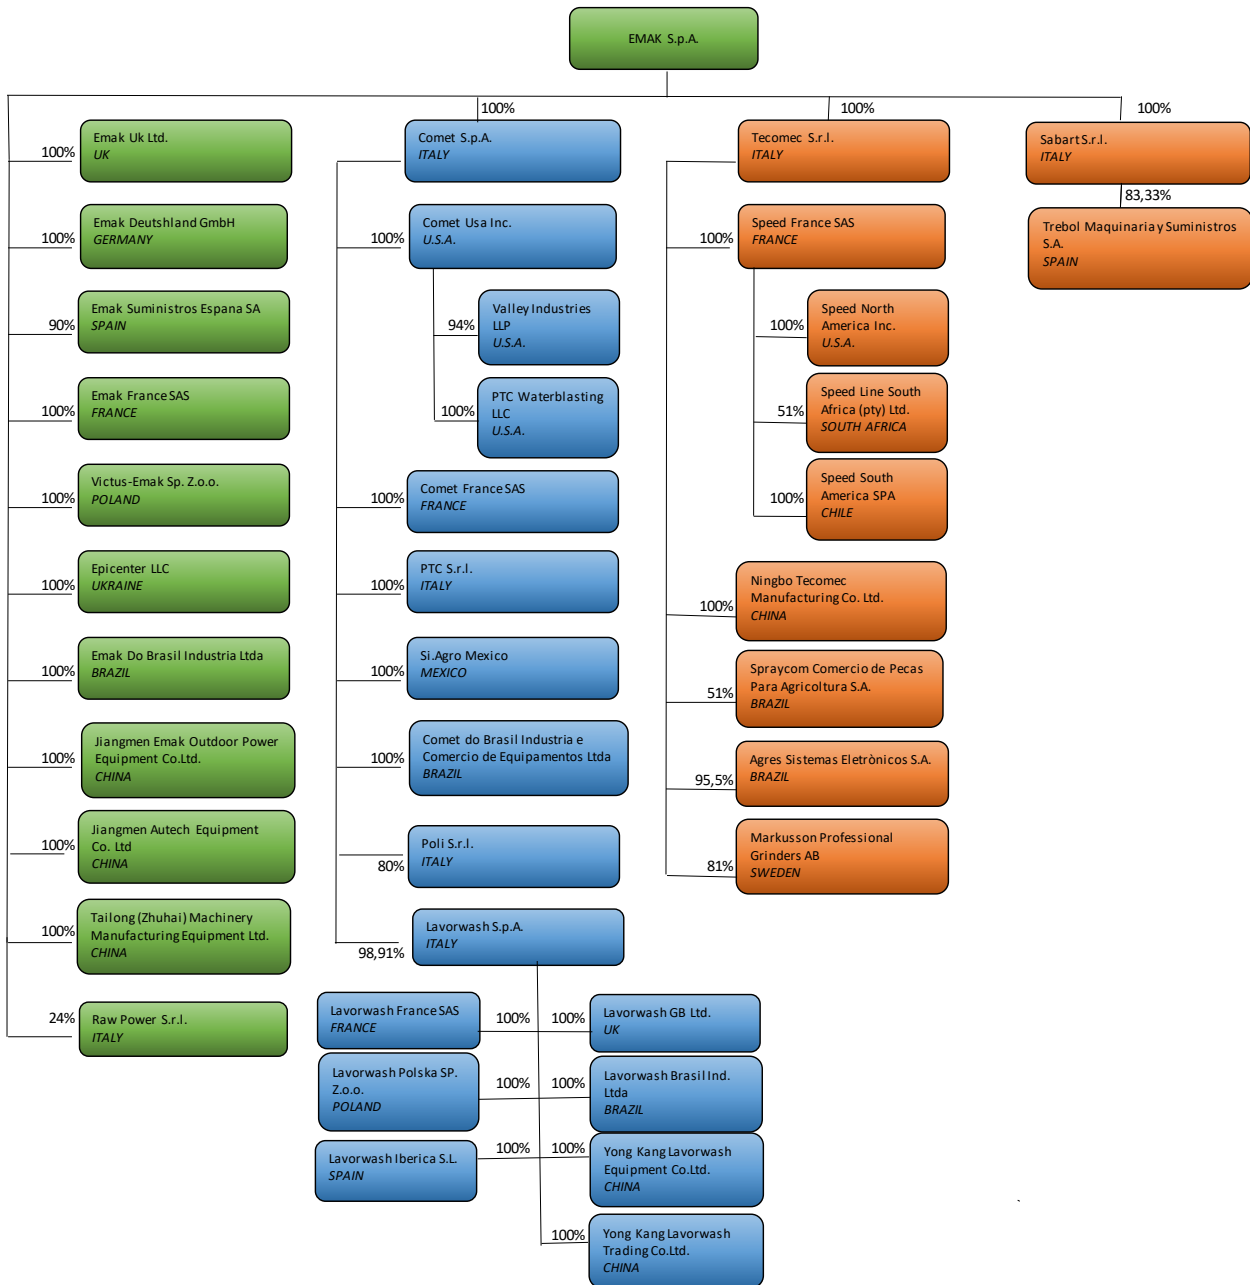 EMAK S.p.A.
100%
100%
100%
100%
Emak Uk Ltd.
UK
100%
Emak Deutshland GmbH
GERMANY
90%
Emak Suministros Espana SA
SPAIN
100%
Emak France SAS
FRANCE
100%
Victus-Emak Sp. Z.o.o.
POLAND
100%
Epicenter LLC
UKRAINE
100%
Emak Do Brasil Industria Ltda
BRAZIL
100%
Jiangmen Emak Outdoor Power
Equipment Co.Ltd.
CHINA
100%
Jiangmen Autech Equipment
Co. Ltd
CHINA
100%
Tailong (Zhuhai) Machinery
Manufacturing Equipment Ltd.
CHINA
24%
Raw Power S.r.l.
ITALY
Comet S.p.A.
ITALY
100%
Comet Usa Inc.
U.S.A.
94%
Valley Industries
LLP
U.S.A.
100%
PTC Waterblasting
LLC
U.S.A.
100%
Comet France SAS
FRANCE
100%
PTC S.r.l.
ITALY
100%
Si.Agro Mexico
MEXICO
100%
Comet do Brasil Industria e
Comercio de Equipamentos Ltda
BRAZIL
80%
Poli S.r.l.
ITALY
98,91%
Lavorwash S.p.A.
ITALY
Lavorwash France SAS
FRANCE
100%
100%
Lavorwash GB Ltd.
UK
Lavorwash Polska SP.
Z.o.o.
POLAND
100%
100%
Lavorwash Brasil Ind.
Ltda
BRAZIL
Lavorwash Iberica S.L.
SPAIN
100%
100%
Yong Kang Lavorwash
Equipment Co.Ltd.
CHINA
100%
Yong Kang Lavorwash
Trading Co.Ltd.
CHINA
Tecomec S.r.l.
ITALY
100%
Speed France SAS
FRANCE
100%
Speed North
America Inc.
U.S.A.
51%
Speed Line South
Africa (pty) Ltd.
SOUTH AFRICA
100%
Speed South
America SPA
CHILE
100%
Ningbo Tecomec
Manufacturing Co. Ltd.
CHINA
51%
Spraycom Comercio de Pecas
Para Agricoltura S.A.
BRAZIL
95,5%
Agres Sistemas Eletrònicos S.A.
BRAZIL
81%
Markusson Professional
Grinders AB
SWEDEN
Sabart S.r.l.
ITALY
83,33%
Trebol Maquinaria y Suministros
S.A.
SPAIN